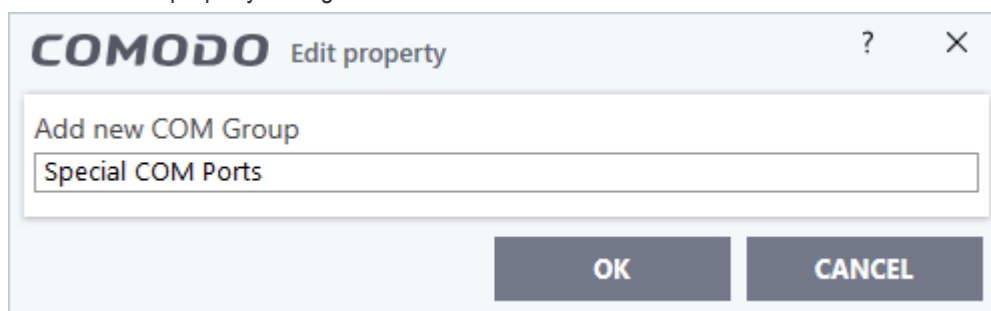 COMODO Edit property ? ×
Add new COM Group
Special COM Ports
OK CANCEL